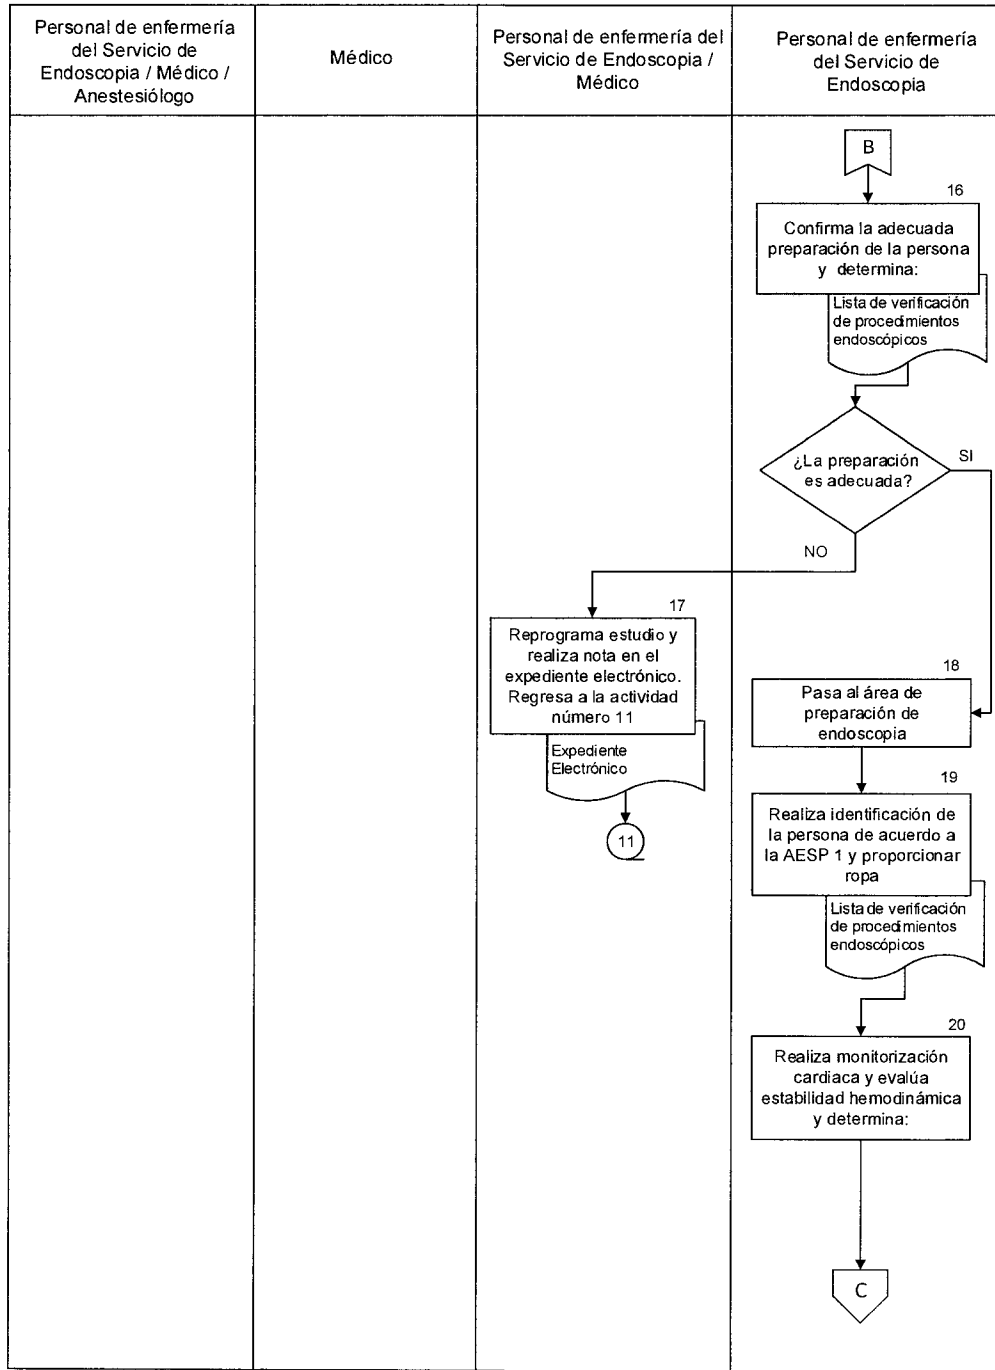 Personal de enfermería
del Servicio de
Endoscopia / Médico /
Anestesiólogo
Médico
Personal de enfermería del
Servicio de Endoscopia /
Médico
Personal de enfermería
del Servicio de
Endoscopia
B
16
Confirma la adecuada
preparación de la persona
y determina:
Lista de verificación
de procedimientos
endoscópicos
¿La preparación
es adecuada?
SI
NO
17
Reprograma estudio y
realiza nota en el
expediente electrónico.
Regresa a la actividad
número 11
Expediente
Electrónico
11
18
Pasa al área de
preparación de
endoscopia
19
Realiza identificación de
la persona de acuerdo a
la AESP 1 y proporcionar
ropa
Lista de verificación
de procedimientos
endoscópicos
20
Realiza monitorización
cardiaca y evalúa
estabilidad hemodinámica
y determina:
C